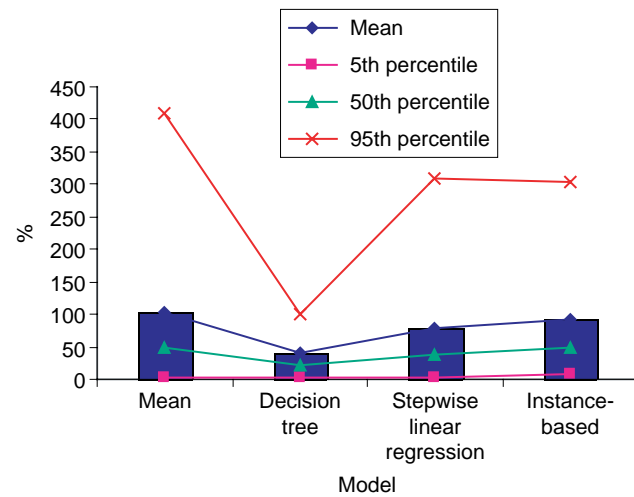 Mean
5th percentile
50th percentile
95th percentile
450
400
350
300
250
200
150
100
50
0
%
Mean
Decision
tree
Stepwise
linear
regression
Instance-
based
Model